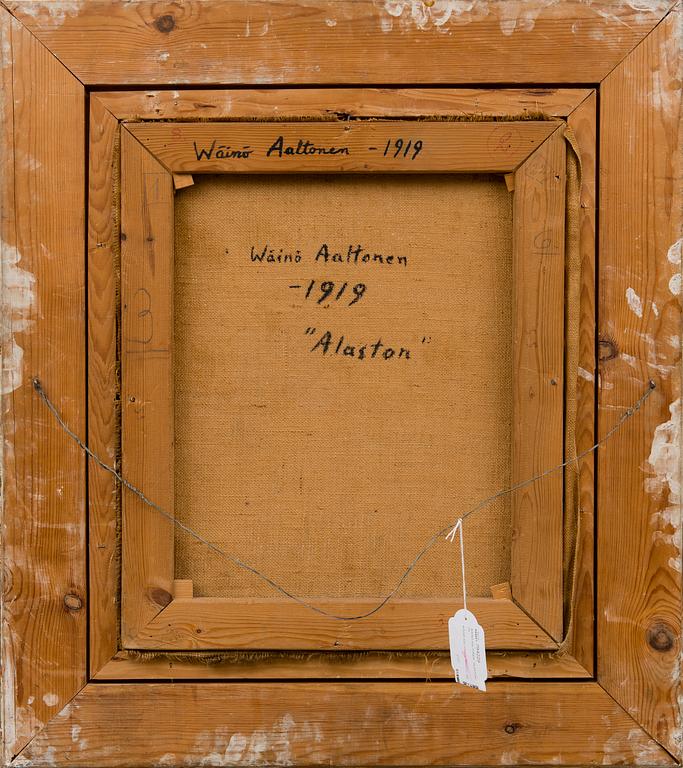 Wäinö Aaltonen - 1919
Wäinö Aaltonen
- 1919
"Alaston"